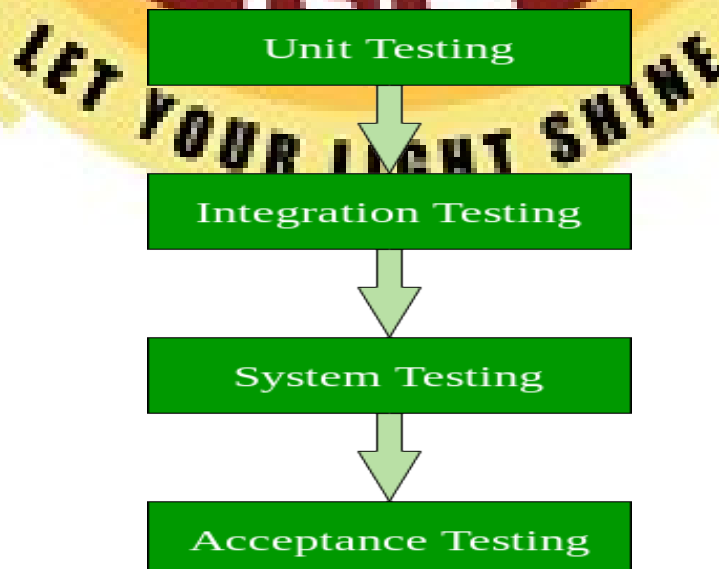 Unit Testing
LET YOUR LIGHT SHINE
Integration Testing
System Testing
Acceptance Testing